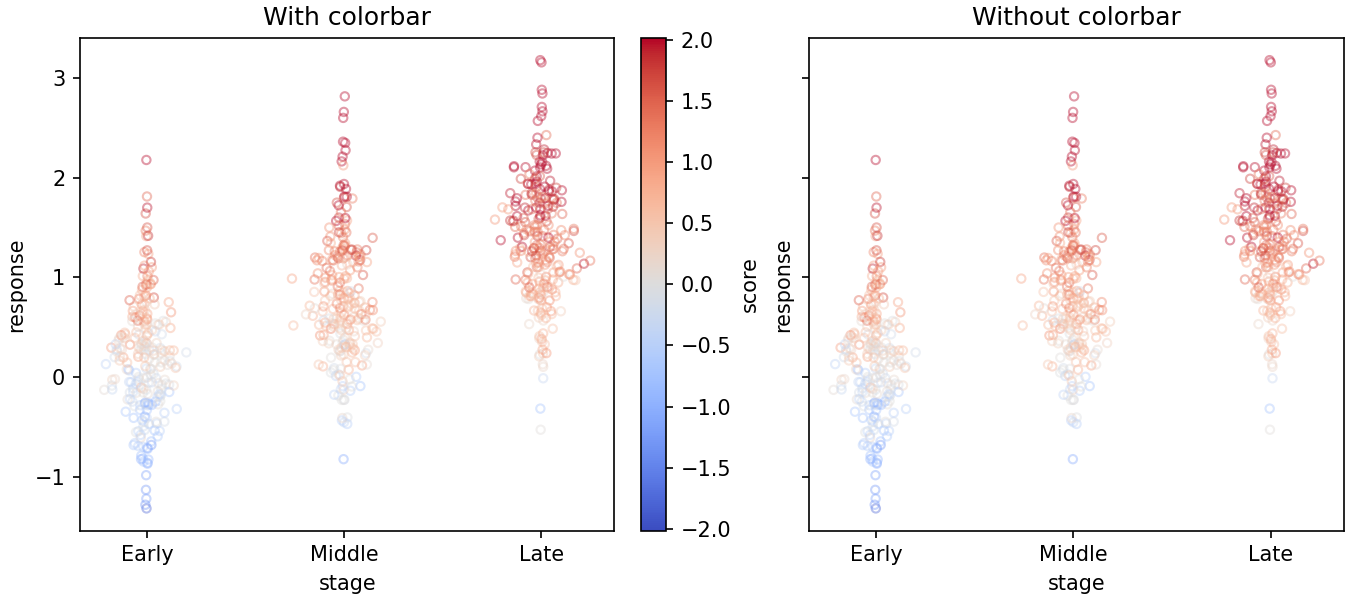 With colorbar
Without colorbar
3
2
1
0
−1
response
Early
Middle
Late
stage
2.0
1.5
1.0
0.5
0.0
−0.5
−1.0
−1.5
−2.0
score
response
Early
Middle
Late
stage